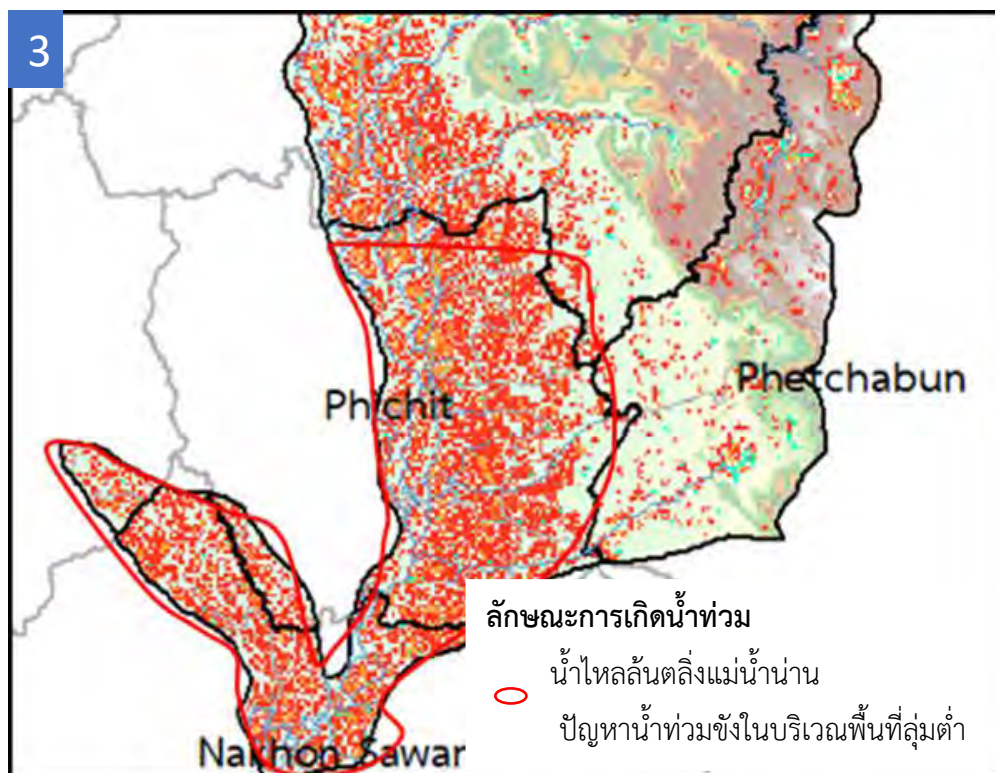 3
Phetchabun
Phichit
ลักษณะการเกิดน้ำท่วม
น้ำไหลล้นตลิ่งแม่น้ำน่าน
ปัญหาน้ำท่วมขังในบริเวณพื้นที่ลุ่มต่ำ
Nakhon Sawan